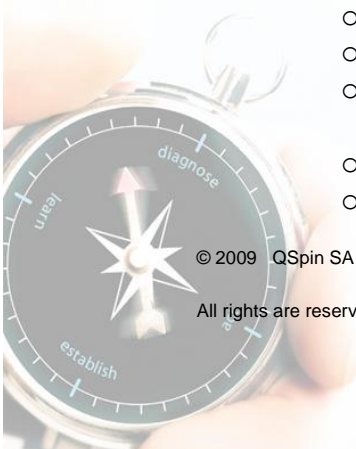 diagnose
learn
© 2009 QSpin SA
All rights are reserv
establish